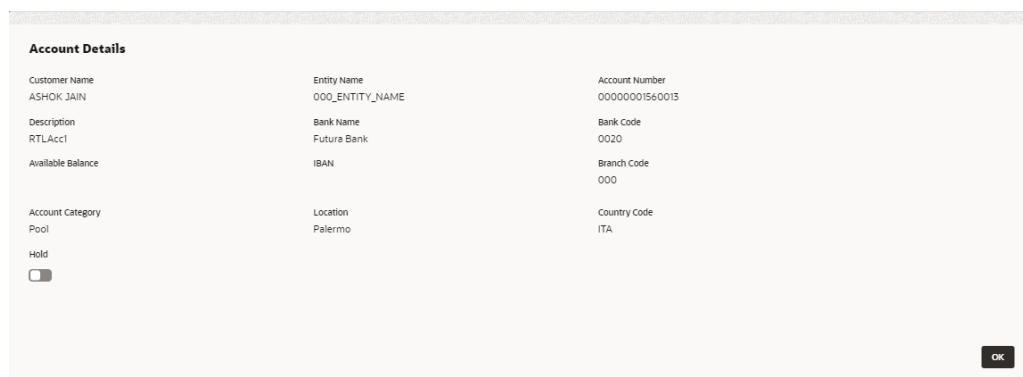 Account Details
Customer Name Entity Name Account Number
ASHOK JAIN 000_ENTITY_NAME 00000001560013
Description Bank Name Bank Code
RTLAcc1 Futura Bank 0020
Available Balance IBAN Branch Code
000
Account Category Location Country Code
Pool Palermo ITA
Hold
OK